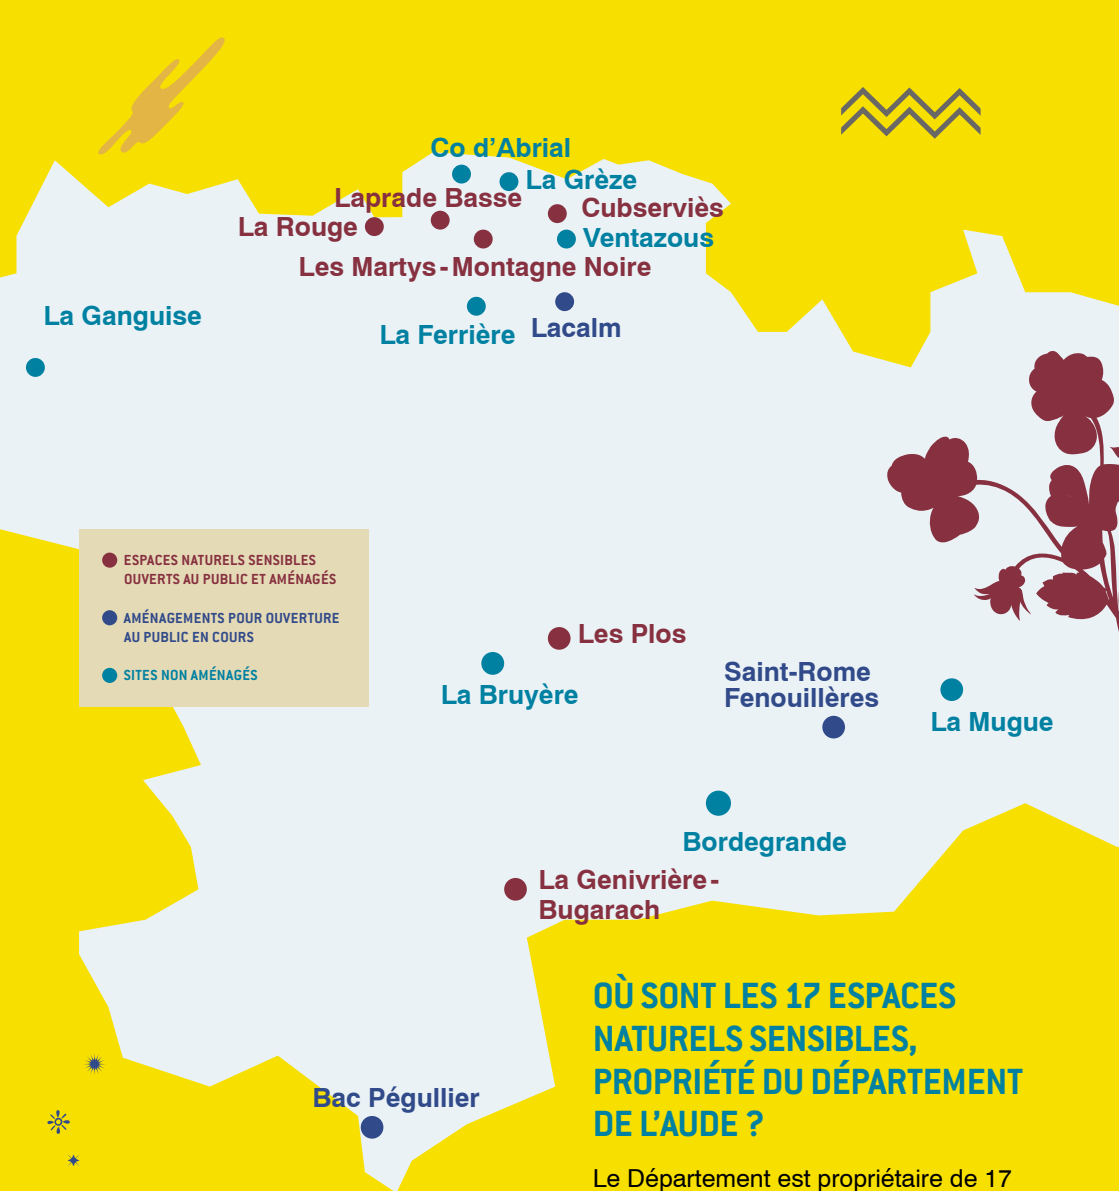 Co d’Abrial
La Grèze
Laprade Basse
Cubserviès
La Rouge
Ventazous
Les Martys - Montagne Noire
La Ganguise
La Ferrière
Lacalm
ESPACES NATURELS SENSIBLES
OUVERTS AU PUBLIC ET AMÉNAGÉS
AMÉNAGEMENTS POUR OUVERTURE
AU PUBLIC EN COURS
SITES NON AMÉNAGÉS
Les Plos
La Bruyère
Saint-Rome
Fenouillères
La Mugue
Bordegrande
La Genivrière -
Bugarach
Bac Pégullier
OÙ SONT LES 17 ESPACES
NATURELS SENSIBLES,
PROPRIÉTÉ DU DÉPARTEMENT
DE L’AUDE ?
Le Département est propriétaire de 17